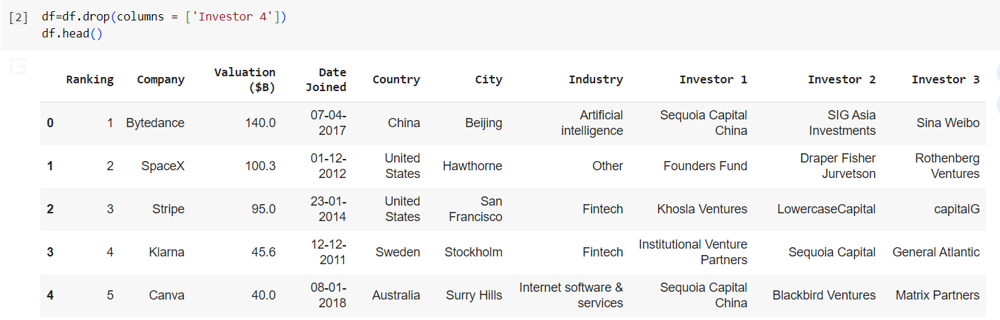 [2] df=df.drop(columns = ['Investor 4'])
df.head()
Ranking Company Valuation ($B) Date Joined Country City Industry Investor 1 Investor 2 Investor 3
0 1 Bytedance 140.0 07-04-2017 China Beijing Artificial intelligence Sequoia Capital China SIG Asia Investments Sina Weibo
1 2 SpaceX 100.3 01-12-2012 United States Hawthorne Other Founders Fund Draper Fisher Jurvetson Rothenberg Ventures
2 3 Stripe 95.0 23-01-2014 United States San Francisco Fintech Khosla Ventures LowercaseCapital capitalG
3 4 Klarna 45.6 12-12-2011 Sweden Stockholm Fintech Institutional Venture Partners Sequoia Capital General Atlantic
4 5 Canva 40.0 08-01-2018 Australia Surry Hills Internet software & services Sequoia Capital China Blackbird Ventures Matrix Partners